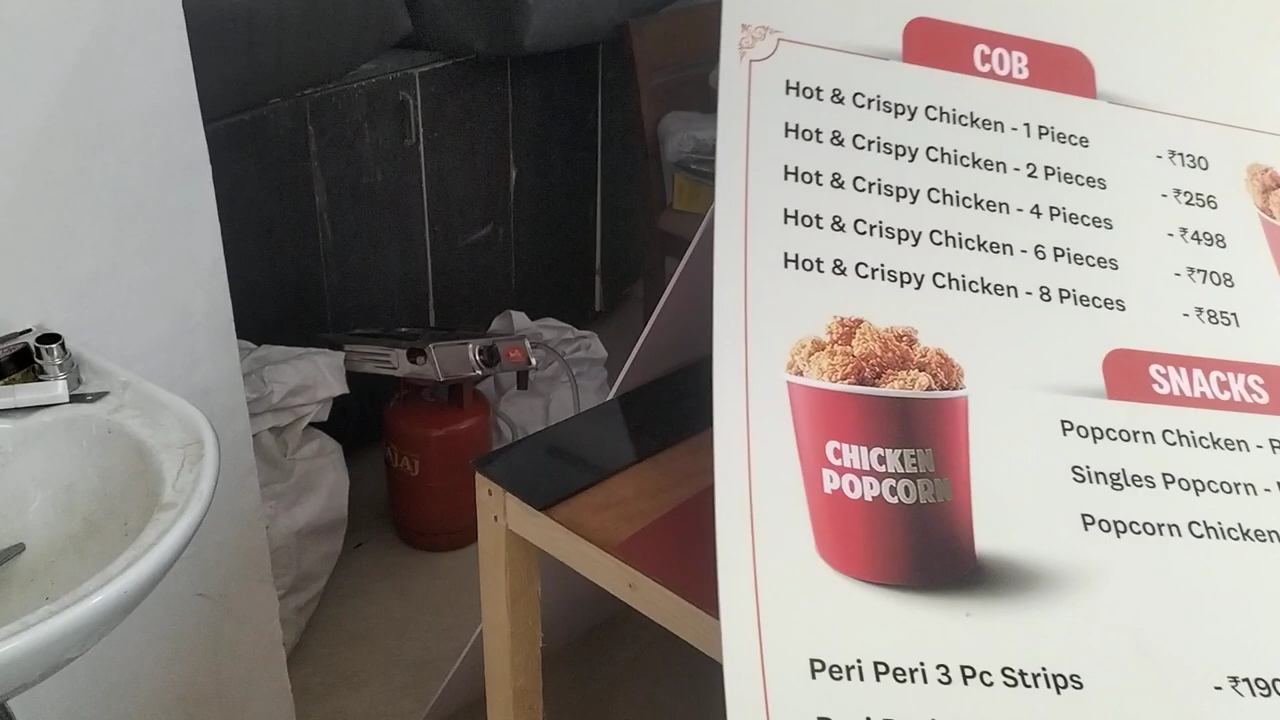 COB
Hot & Crispy Chicken - 1 Piece - ₹130
Hot & Crispy Chicken - 2 Pieces - ₹256
Hot & Crispy Chicken - 4 Pieces - ₹498
Hot & Crispy Chicken - 6 Pieces - ₹708
Hot & Crispy Chicken - 8 Pieces - ₹851
CHICKEN
POPCORN
SNACKS
Popcorn Chicken -
Singles Popcorn -
Popcorn Chicken
Peri Peri 3 Pc Strips - ₹190